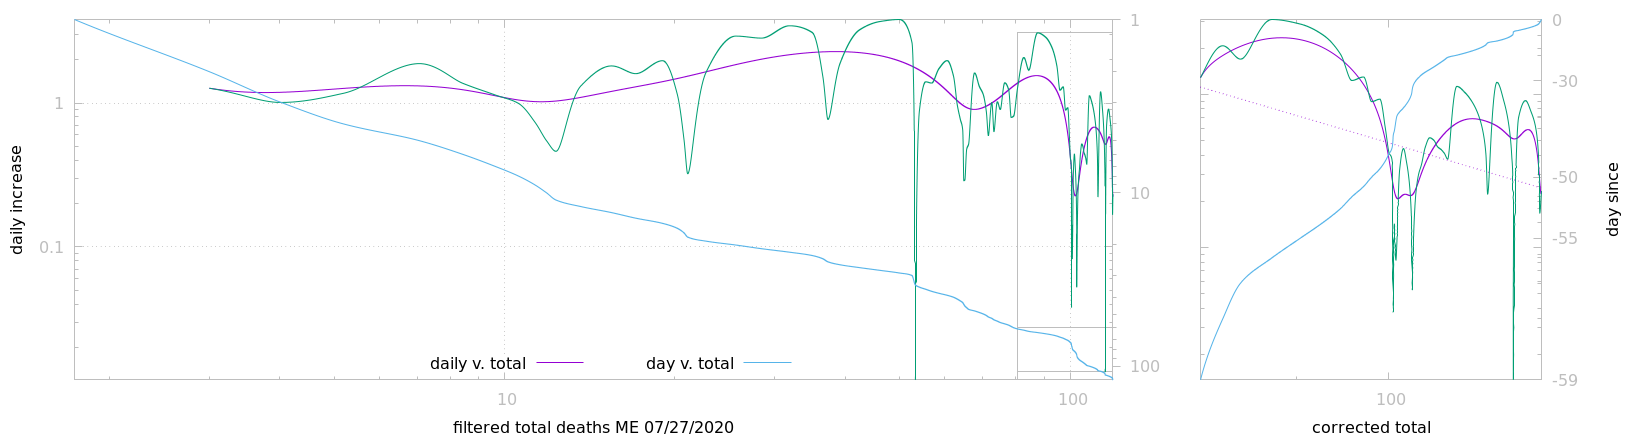 daily increase
1
0.1
daily v. total
day v. total
10
100
filtered total deaths ME 07/27/2020
1
10
100
100
corrected total
0
-30
-50
-55
-59
day since